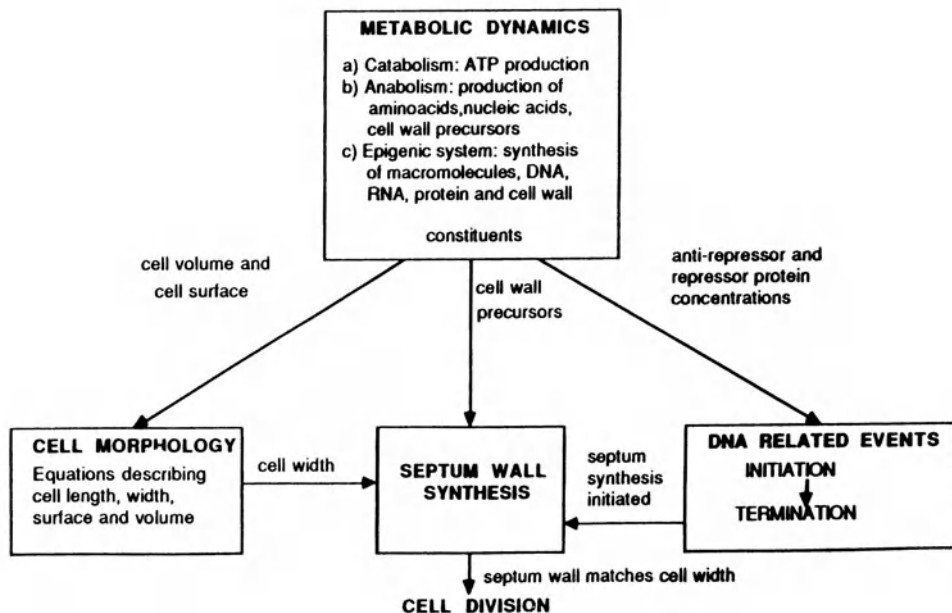 METABOLIC DYNAMICS
a) Catabolism: ATP production
b) Anabolism: production of
aminoacids,nucleic acids,
cell wall precursors
c) Epigenic system: synthesis
of macromolecules, DNA,
RNA, protein and cell wall
constituents
cell volume and
cell surface
cell wall
precursors
anti-repressor and
repressor protein
concentrations
CELL MORPHOLOGY
Equations describing
cell length, width,
surface and volume
cell width
SEPTUM WALL
SYNTHESIS
septum
synthesis
initiated
DNA RELATED EVENTS
INITIATION
TERMINATION
septum wall matches cell width
CELL DIVISION